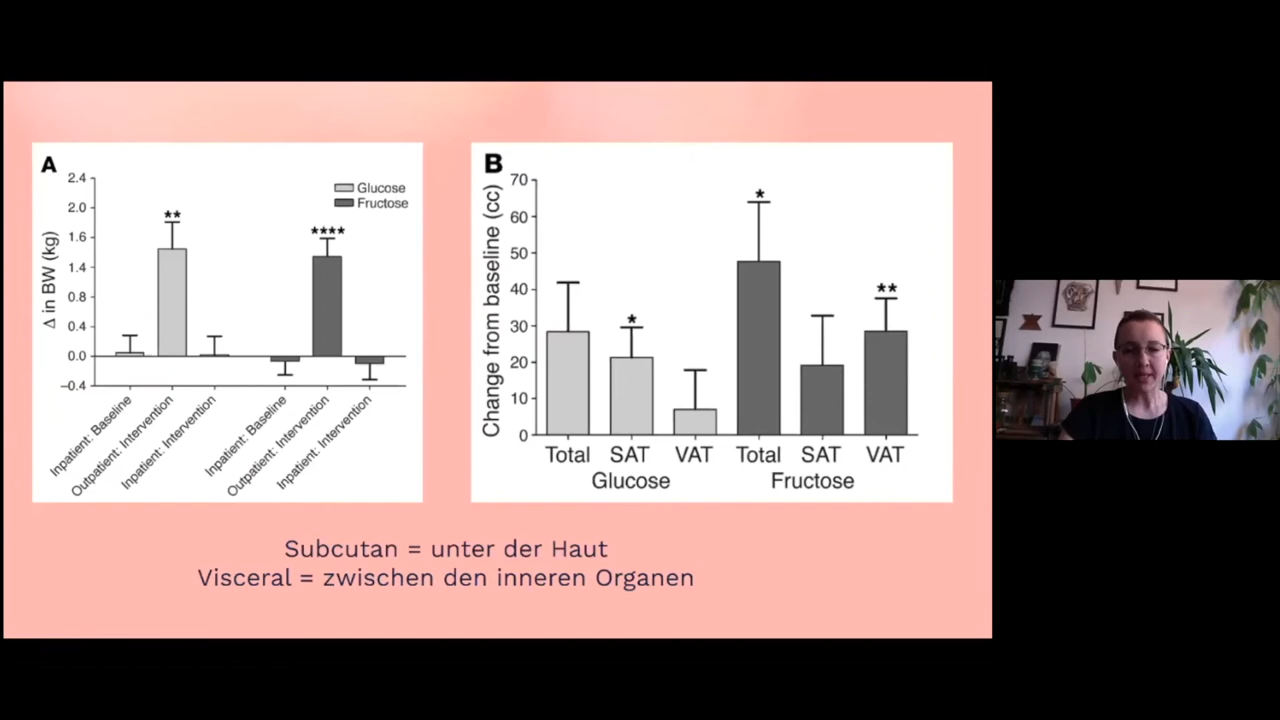 A
2.4
2.0
1.6
1.4
0.8
0.4
0.0
–0.4
Δ in BW (kg)
Glucose
Fructose
**
****
Inpatient: Baseline
Outpatient: Intervention
Inpatient: Intervention
Inpatient: Baseline
Outpatient: Intervention
Inpatient: Intervention
B
70
60
50
40
30
20
10
0
Change from baseline (cc)
*
*
**
Total SAT VAT Total SAT VAT
Glucose Fructose
Subcutan = unter der Haut
Visceral = zwischen den inneren Organen